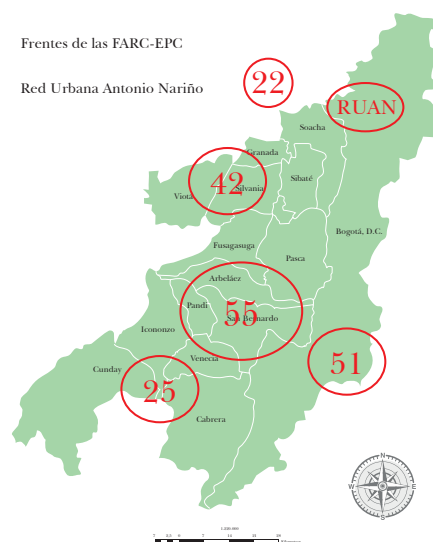 Frentes de las FARC-EPC
Red Urbana Antonio Nariño
22
RUAN
Soacha
Granada
42
Silvania
Sibaté
Viotá
Bogotá, D.C.
Fusagasuga
Pasca
Arbeláez
Pandi
55
San Bernardo
Icononzo
Venecia
51
Cunday
25
Cabrera
N
W
E
S